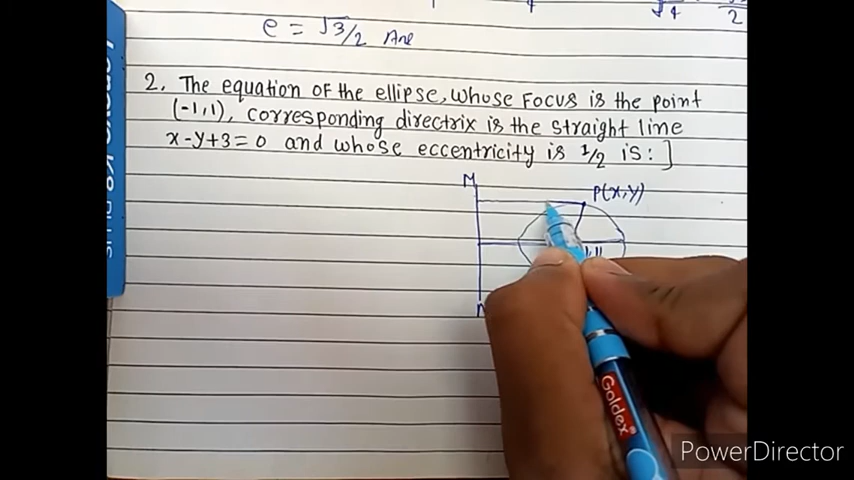 e = √3/2 Ans
2
2. The equation of the ellipse, whose focus is the point
(-1,1), corresponding directrix is the straight line
x-y+3=0 and whose eccentricity is 1/2 is: ]
M
P(x,y)
Goldex
PowerDirector